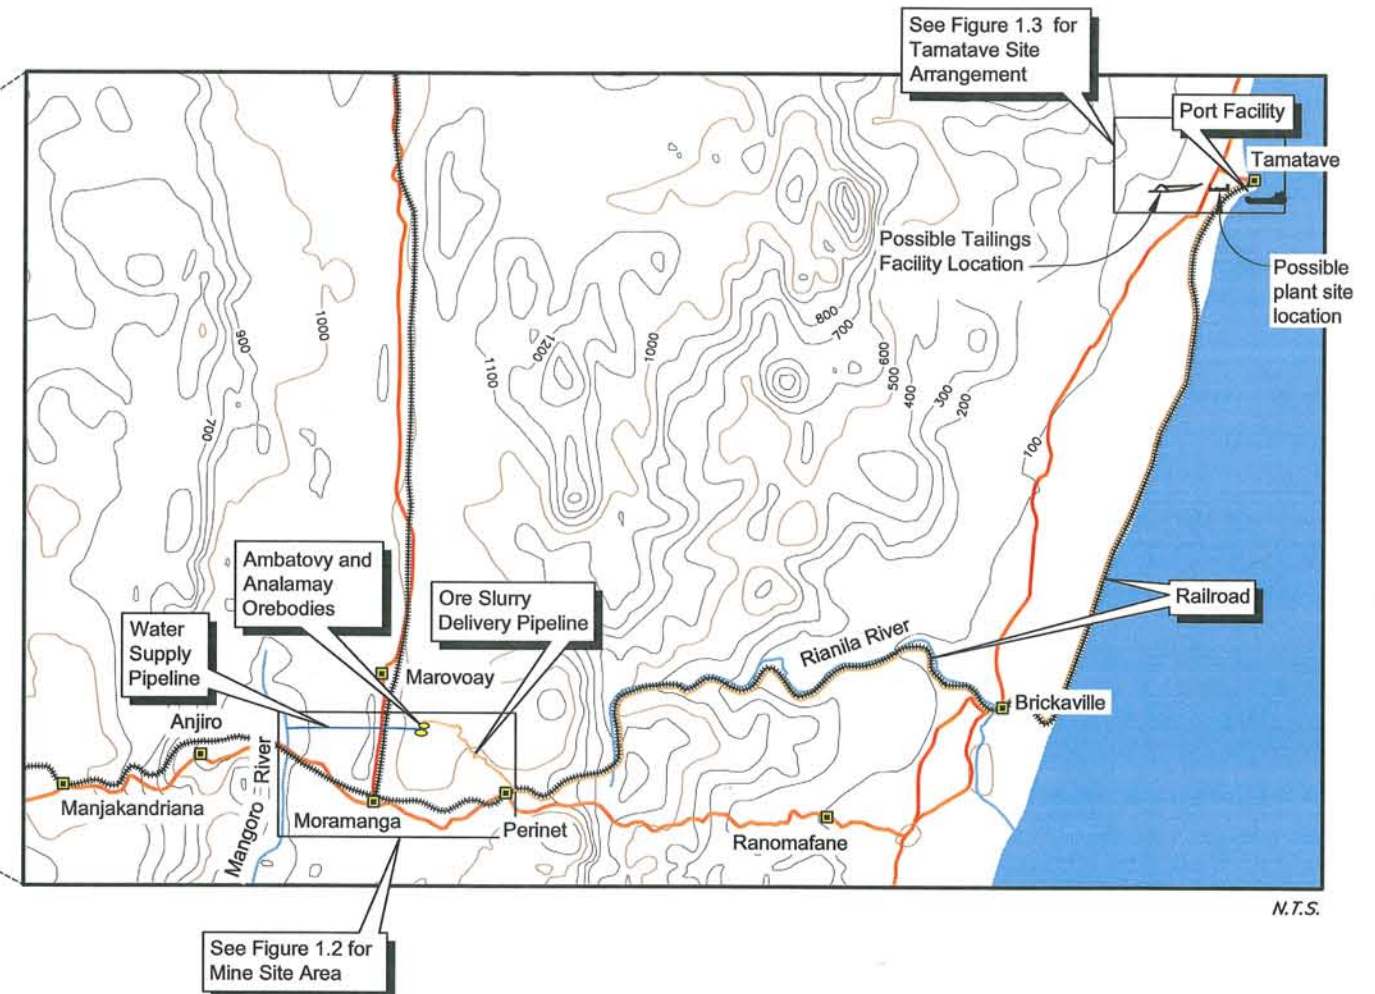 See Figure 1.3 for
Tamatave Site
Arrangement
Port Facility
Tamatave
Possible Tailings
Facility Location
Possible
plant site
location
900
1000
700
1100
1200
1000
800
700
600
500
400
300
200
100
Ambatovy and
Analamay
Orebodies
Ore Slurry
Delivery Pipeline
Water
Supply
Pipeline
Railroad
Rianila River
Marovoay
Brickaville
Anjiro
Mangoro River
Manjakandriana
Moramanga
Perinet
Ranomafane
N.T.S.
See Figure 1.2 for
Mine Site Area